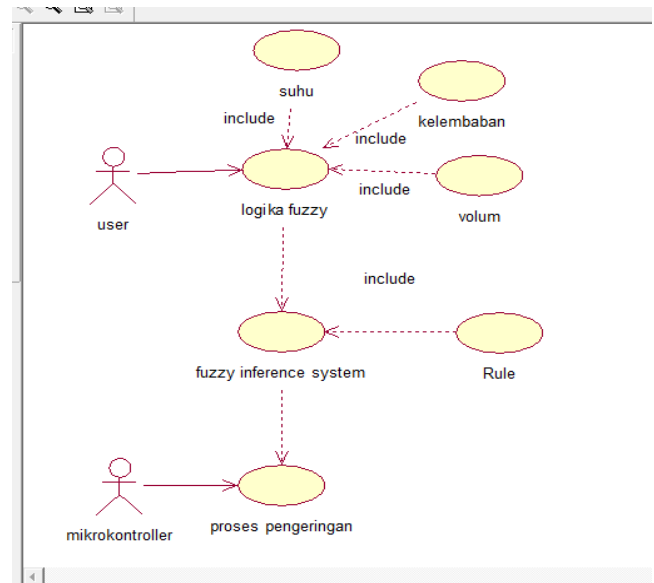 suhu
include
kelembaban
include
user
include
logika fuzzy
volum
include
fuzzy inference system
Rule
mikrokontroller
proses pengeringan